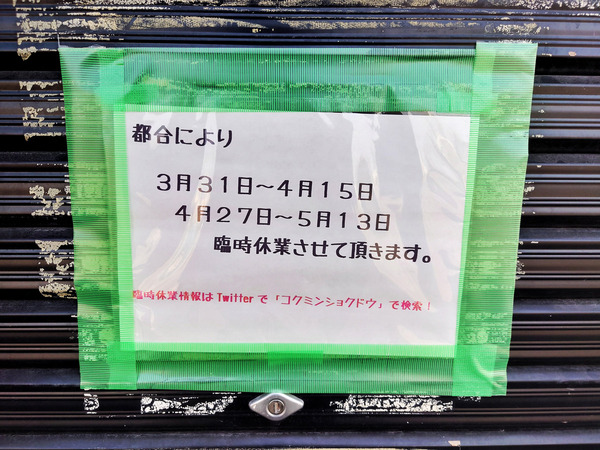 都合により
３月３１日～４月１５日
４月２７日～５月１３日
臨時休業させて頂きます。
臨時休業情報はTwitterで「コクミンショクドウ」で検索！